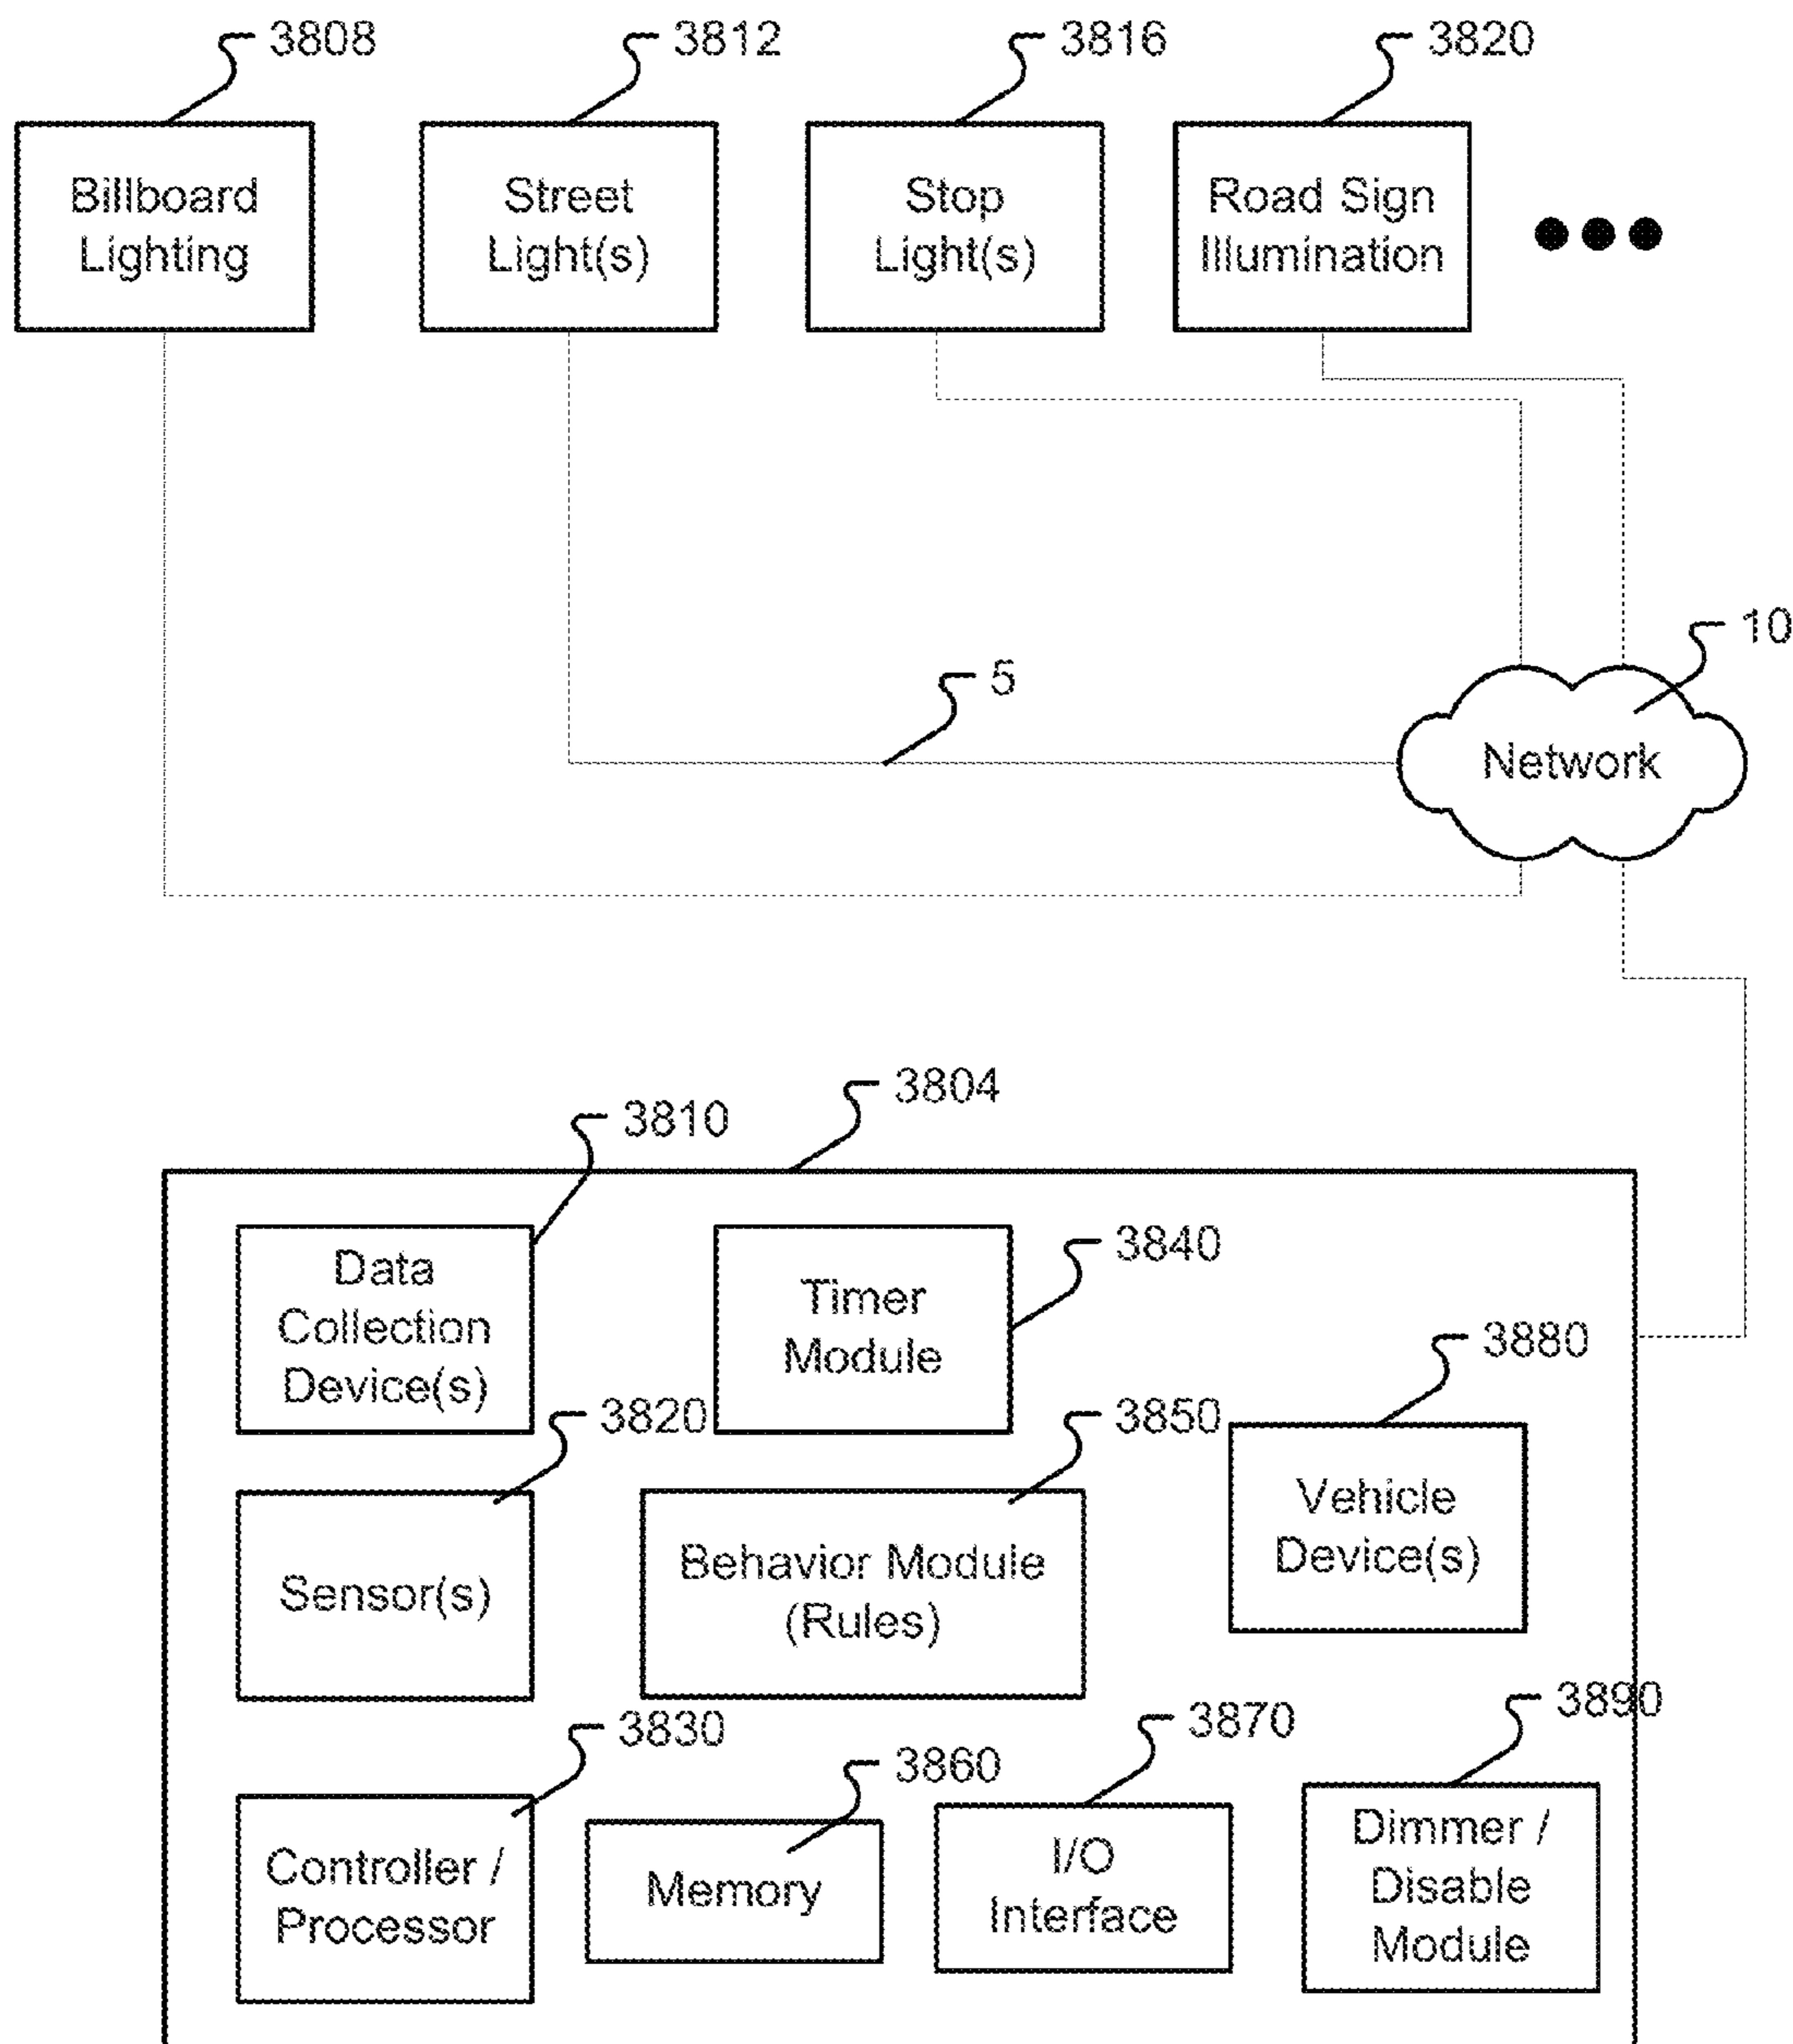 3808
3812
3816
3820
Billboard
Lighting
Street
Light(s)
Stop
Light(s)
Road Sign
Illumination
10
5
Network
3804
3810
Data
Collection
Device(s)
Timer
Module
3840
3880
3820
3850
Vehicle
Device(s)
Sensor(s)
Behavior Module
(Rules)
3830
3860
3870
3890
Controller /
Processor
Memory
I/O
Interface
Dimmer /
Disable
Module